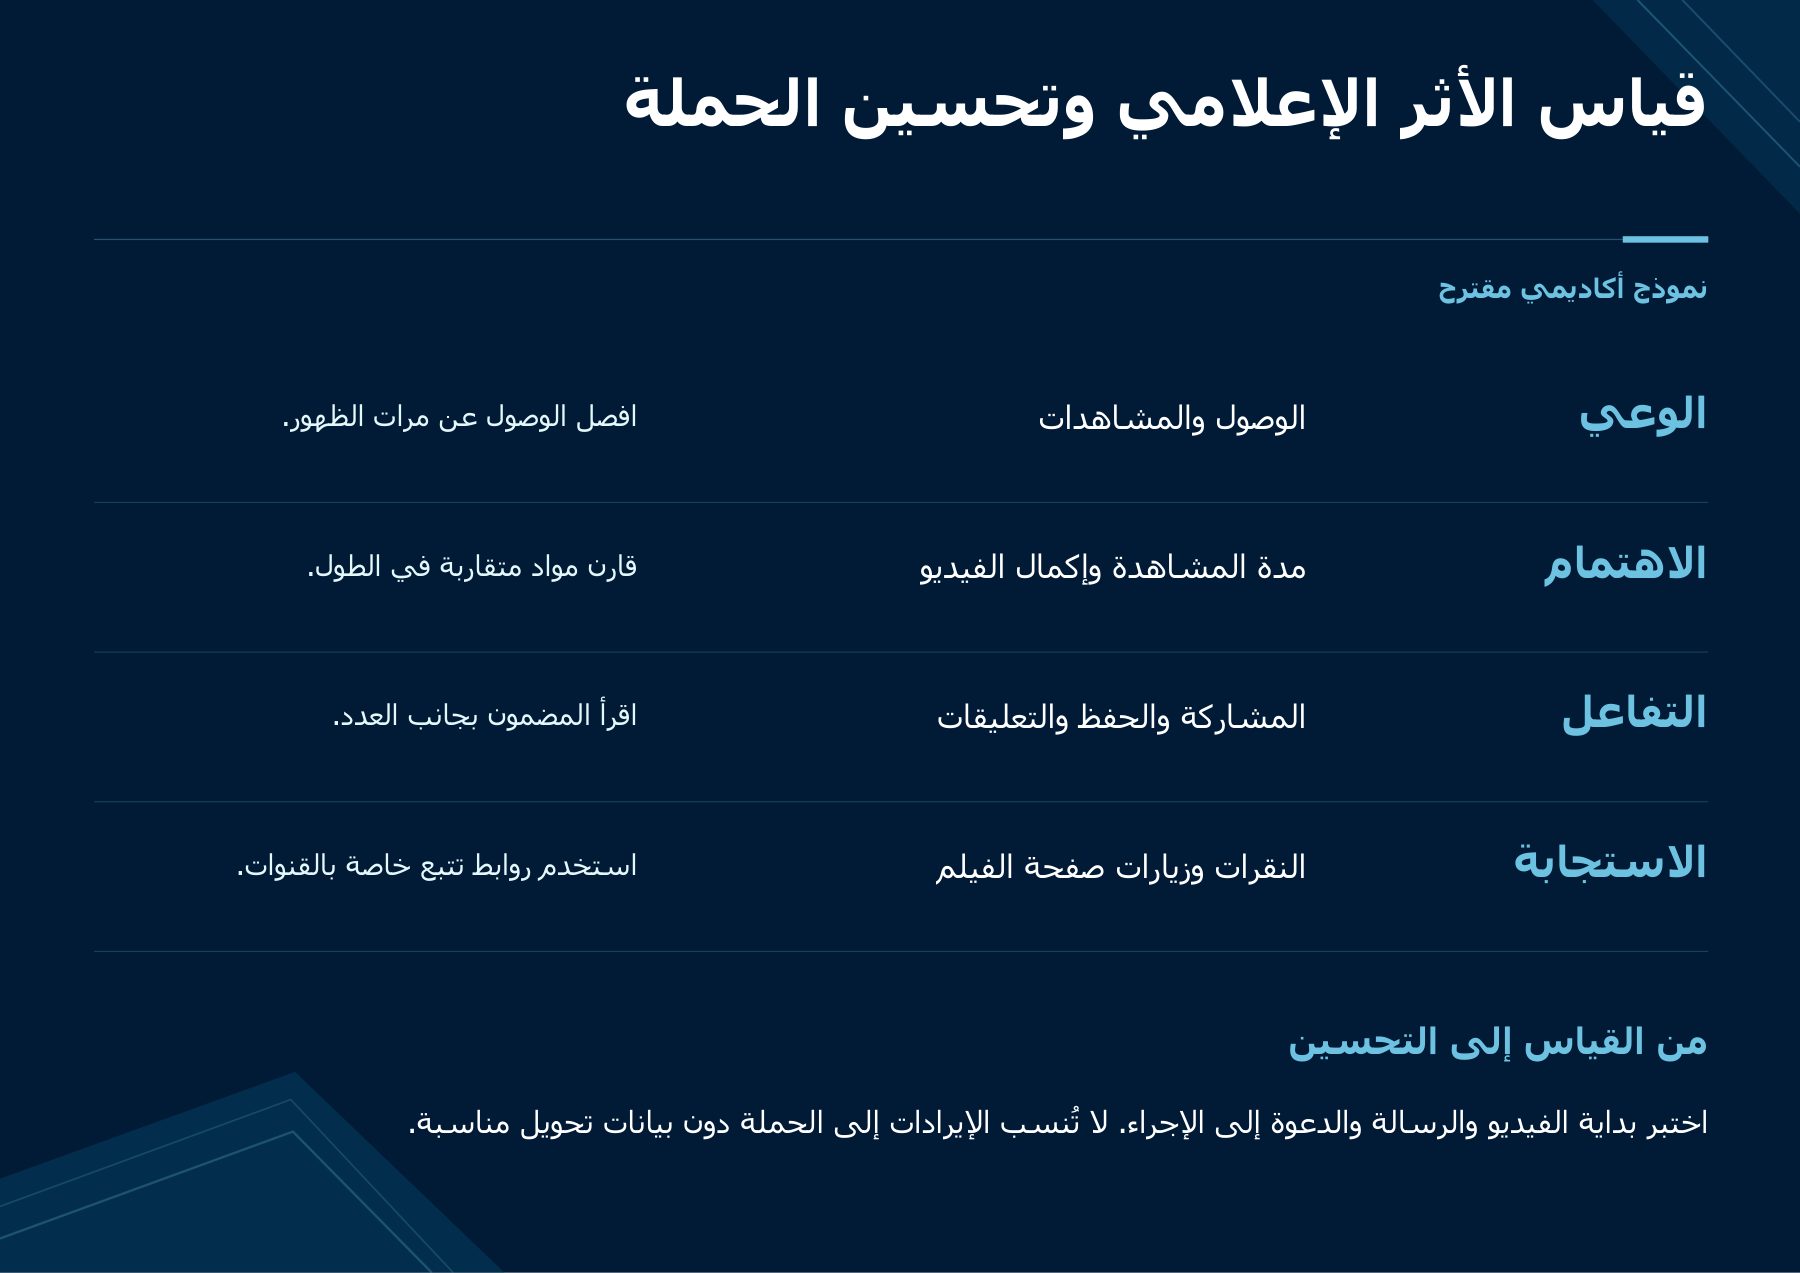 قياس الأثر الإعلامي وتحسين الحملة
نموذج أكاديمي مقترح
الوعي الوصول والمشاهدات افصل الوصول عن مرات الظهور.
الاهتمام مدة المشاهدة وإكمال الفيديو قارن مواد متقاربة في الطول.
التفاعل المشاركة والحفظ والتعليقات اقرأ المضمون بجانب العدد.
الاستجابة النقرات وزيارات صفحة الفيلم استخدم روابط تتبع خاصة بالقنوات.
من القياس إلى التحسين
اختبر بداية الفيديو والرسالة والدعوة إلى الإجراء. لا تُنسب الإيرادات إلى الحملة دون بيانات تحويل مناسبة.